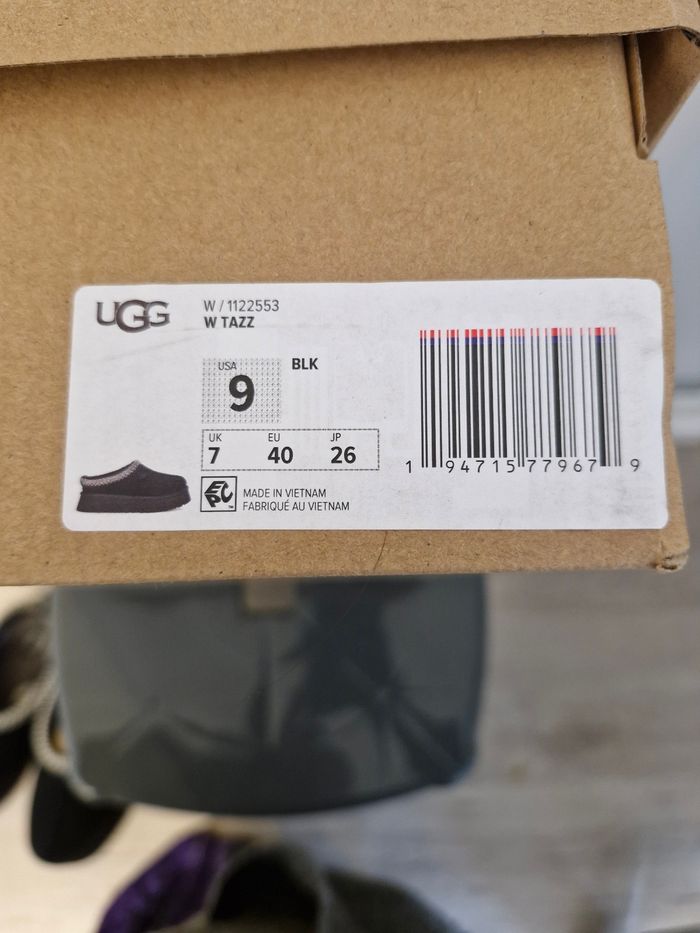 UGG
W / 1122553
W TAZZ
USA
9
BLK
UK EU JP
7 40 26
EPC™
MADE IN VIETNAM
FABRIQUÉ AU VIETNAM
1 94715 77967 9